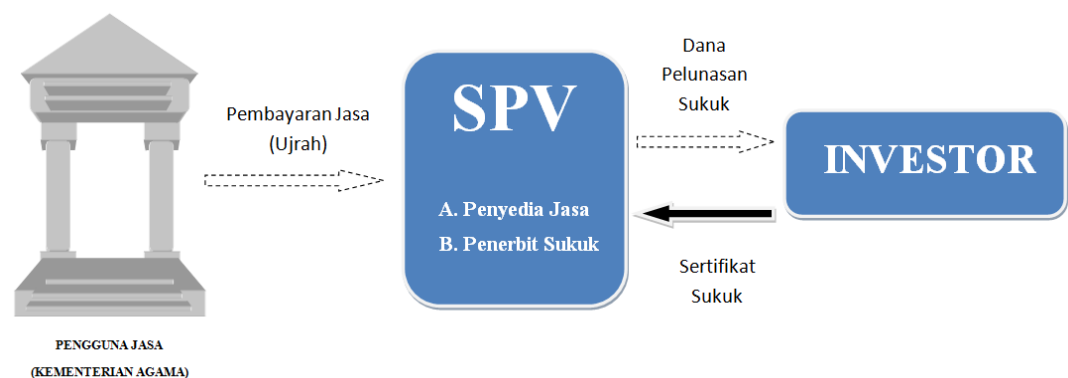 Pembayaran Jasa
(Ujrah)
SPV
A. Penyedia Jasa
B. Penerbit Sukuk
Dana
Pelunasan
Sukuk
INVESTOR
Sertifikat
Sukuk
PENGGUNA JASA
(KEMENTERIAN AGAMA)